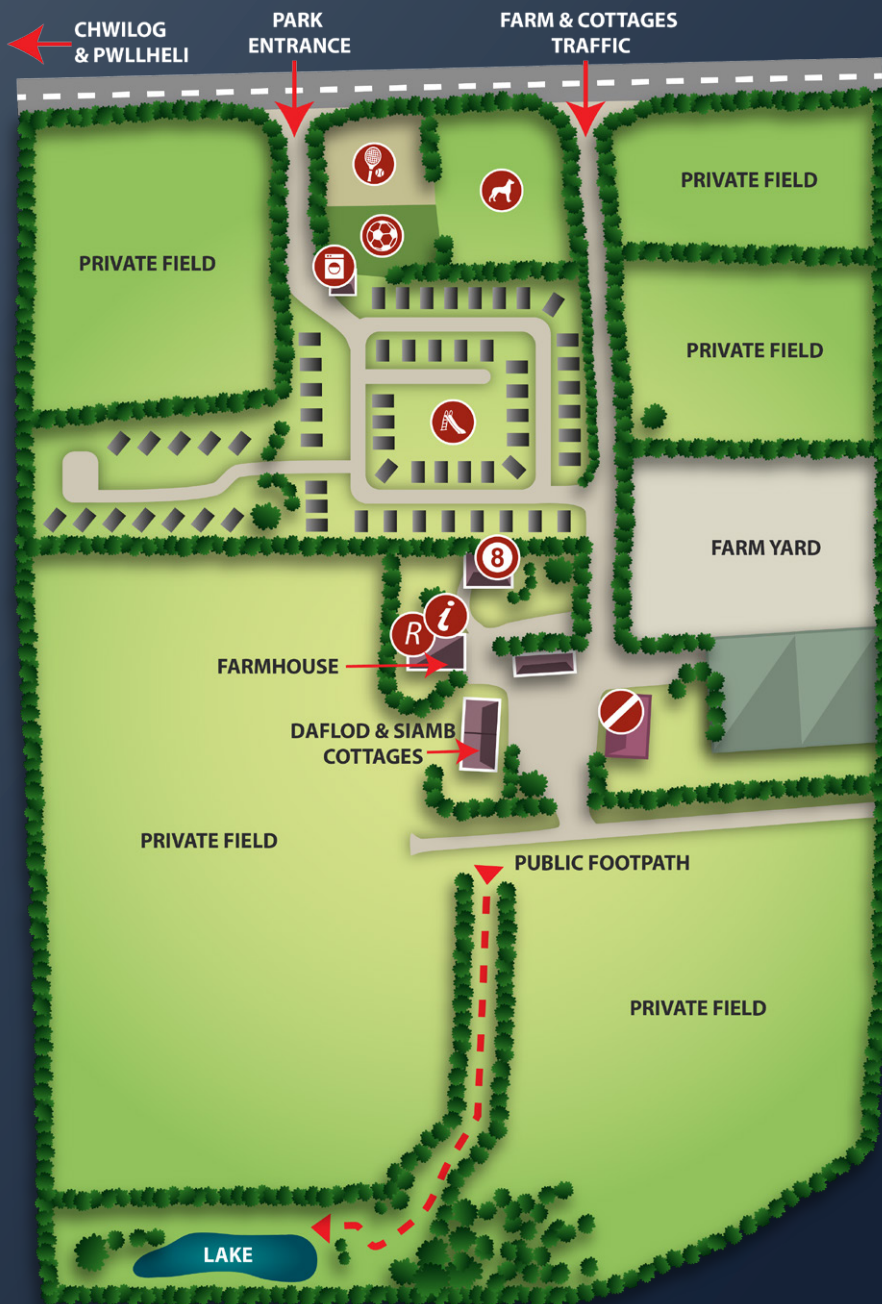 CHWILOG
& PWLLHELI
PARK
ENTRANCE
FARM & COTTAGES
TRAFFIC
PRIVATE FIELD
PRIVATE FIELD
PRIVATE FIELD
FARM YARD
8
i
R
FARMHOUSE
DAFLOD & SIAMB
COTTAGES
PRIVATE FIELD
PUBLIC FOOTPATH
PRIVATE FIELD
LAKE